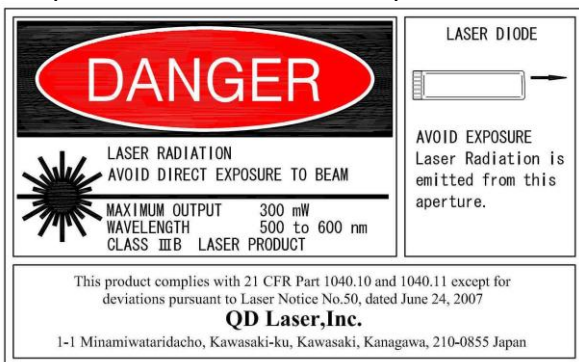 DANGER
LASER RADIATION
AVOID DIRECT EXPOSURE TO BEAM
MAXIMUM OUTPUT 300 mW
WAVELENGTH 500 to 600 nm
CLASS ⅢB LASER PRODUCT
LASER DIODE
AVOID EXPOSURE
Laser Radiation is
emitted from this
aperture.
This product complies with 21 CFR Part 1040.10 and 1040.11 except for
deviations pursuant to Laser Notice No.50, dated June 24, 2007
QD Laser,Inc.
1-1 Minamiwataridacho, Kawasaki-ku, Kawasaki, Kanagawa, 210-0855 Japan